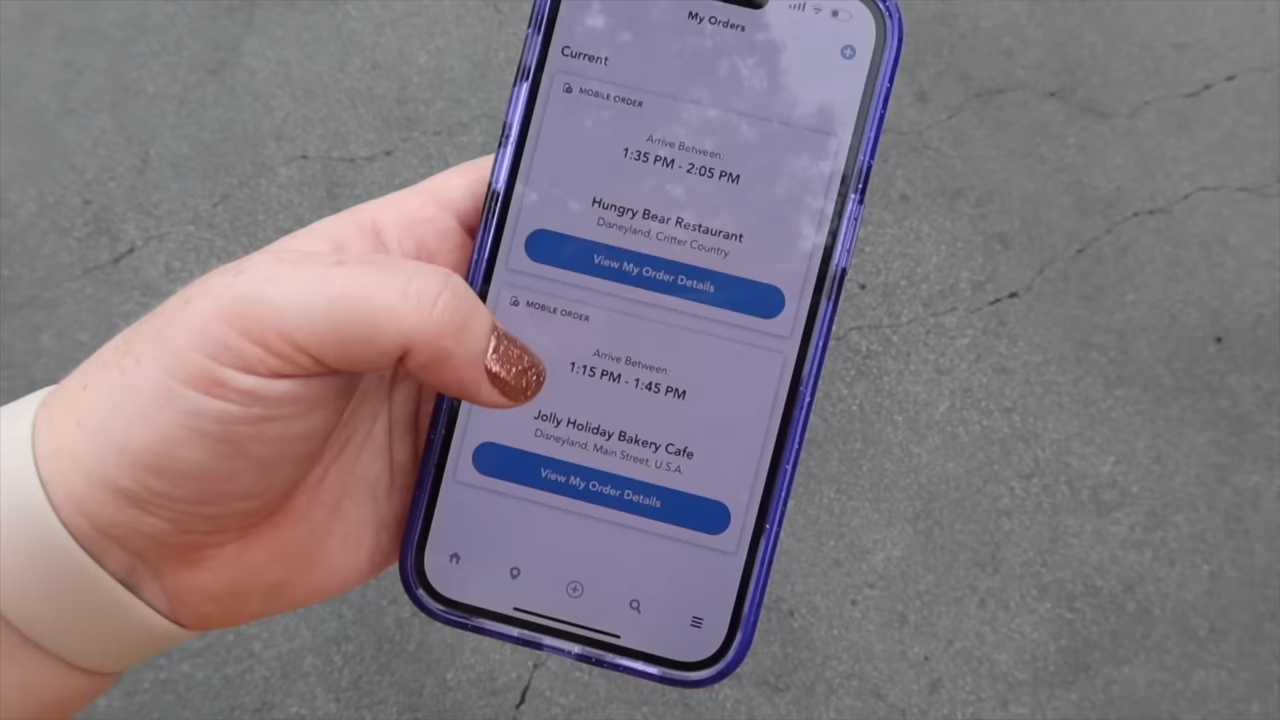 My Orders
Current
MOBILE ORDER
Arrive Between:
1:35 PM - 2:05 PM
Hungry Bear Restaurant
Disneyland, Critter Country
View My Order Details
MOBILE ORDER
Arrive Between:
1:15 PM - 1:45 PM
Jolly Holiday Bakery Cafe
Disneyland, Main Street, U.S.A.
View My Order Details